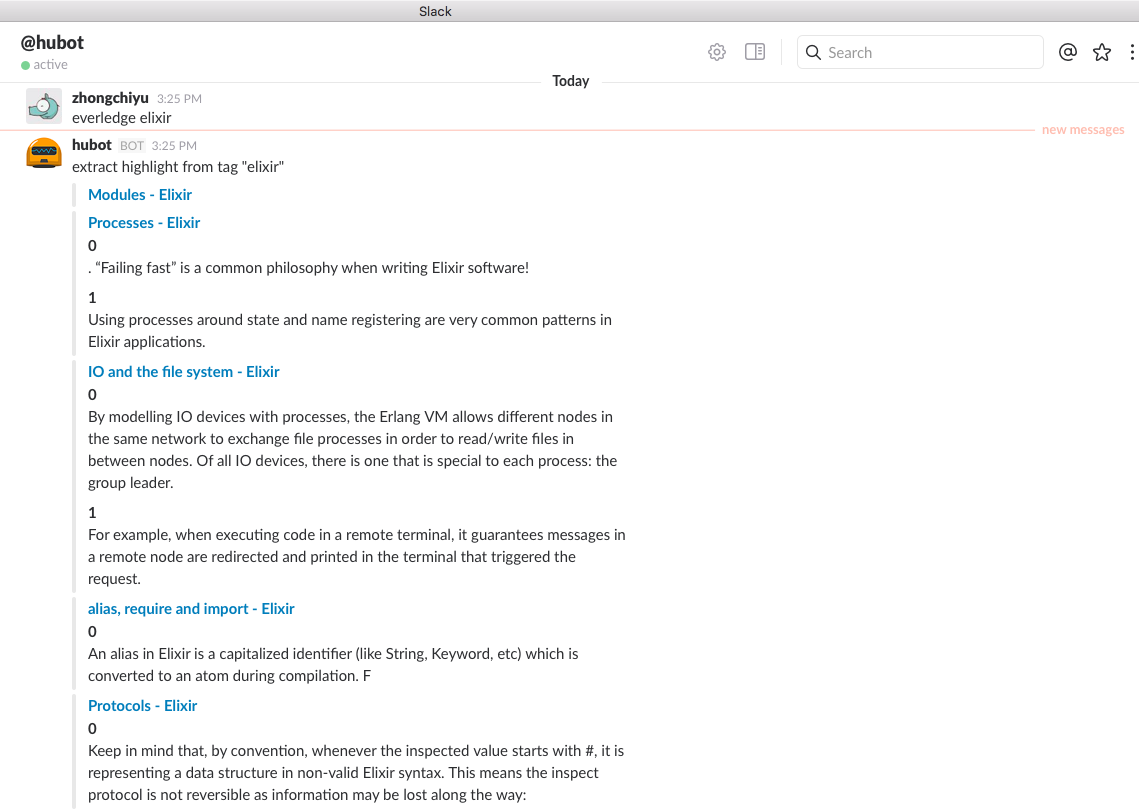 Slack
@hubot
active
Search
Today
zhongchiyu 3:25 PM
everledge elixir
new messages
hubot BOT 3:25 PM
extract highlight from tag "elixir"
Modules - Elixir
Processes - Elixir
0
. “Failing fast” is a common philosophy when writing Elixir software!
1
Using processes around state and name registering are very common patterns in
Elixir applications.
IO and the file system - Elixir
0
By modelling IO devices with processes, the Erlang VM allows different nodes in
the same network to exchange file processes in order to read/write files in
between nodes. Of all IO devices, there is one that is special to each process: the
group leader.
1
For example, when executing code in a remote terminal, it guarantees messages in
a remote node are redirected and printed in the terminal that triggered the
request.
alias, require and import - Elixir
0
An alias in Elixir is a capitalized identifier (like String, Keyword, etc) which is
converted to an atom during compilation. F
Protocols - Elixir
0
Keep in mind that, by convention, whenever the inspected value starts with #, it is
representing a data structure in non-valid Elixir syntax. This means the inspect
protocol is not reversible as information may be lost along the way: